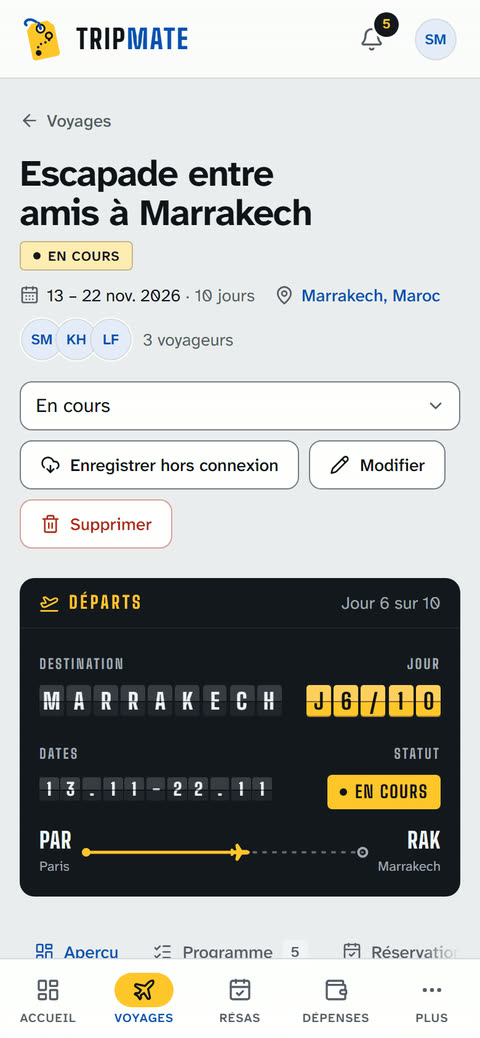 TRIPMATE
5
SM
Voyages
Escapade entre
amis à Marrakech
EN COURS
13 – 22 nov. 2026 · 10 jours
Marrakech, Maroc
SM KH LF 3 voyageurs
En cours
Enregistrer hors connexion
Modifier
Supprimer
DÉPARTS
Jour 6 sur 10
DESTINATION
JOUR
MARRAKECH
J6/10
DATES
STATUT
13.11–22.11
EN COURS
PAR
RAK
Paris
Marrakech
Aperçu
Programme 5
Réservation
ACCUEIL
VOYAGES
RÉSAS
DÉPENSES
PLUS